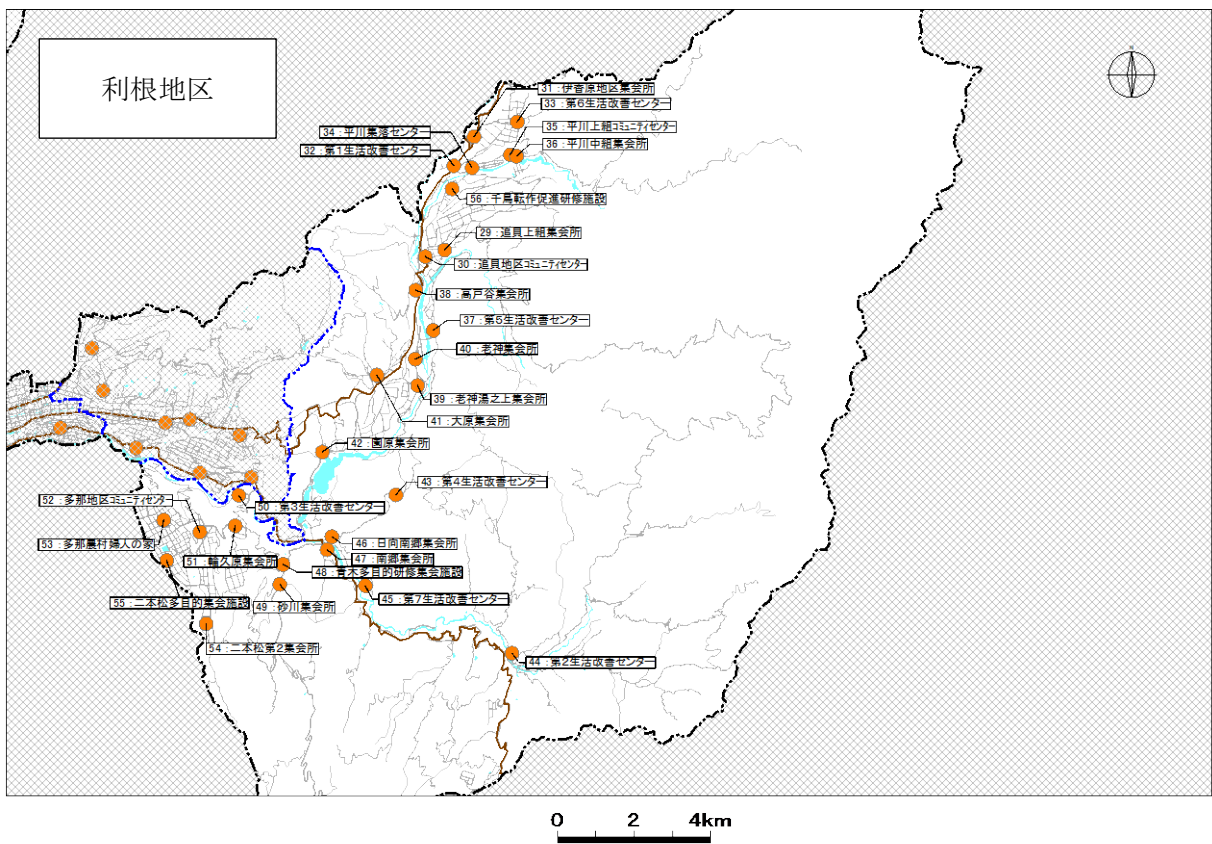 利根地区
31：伊香原地区集会所
33：第6生活改善センター
35：平川上組コミュニティセンター
34：平川集落センター
36：平川中組集会所
32：第1生活改善センター
56：千鳥転作促進研修施設
29：追貝上組集会所
30：追貝地区コミュニティセンター
38：高戸谷集会所
37：第5生活改善センター
40：老神集会所
39：老神湯之上集会所
41：大原集会所
42：園原集会所
43：第4生活改善センター
52：多那地区コミュニティセンター
50：第3生活改善センター
53：多那農村婦人の家
46：日向南郷集会所
47：南郷集会所
51：輪久原集会所
48：青木多目的研修集会施設
55：二本松多目的集会施設
49：砂川集会所
45：第7生活改善センター
54：二本松第2集会所
44：第2生活改善センター
0 2 4km